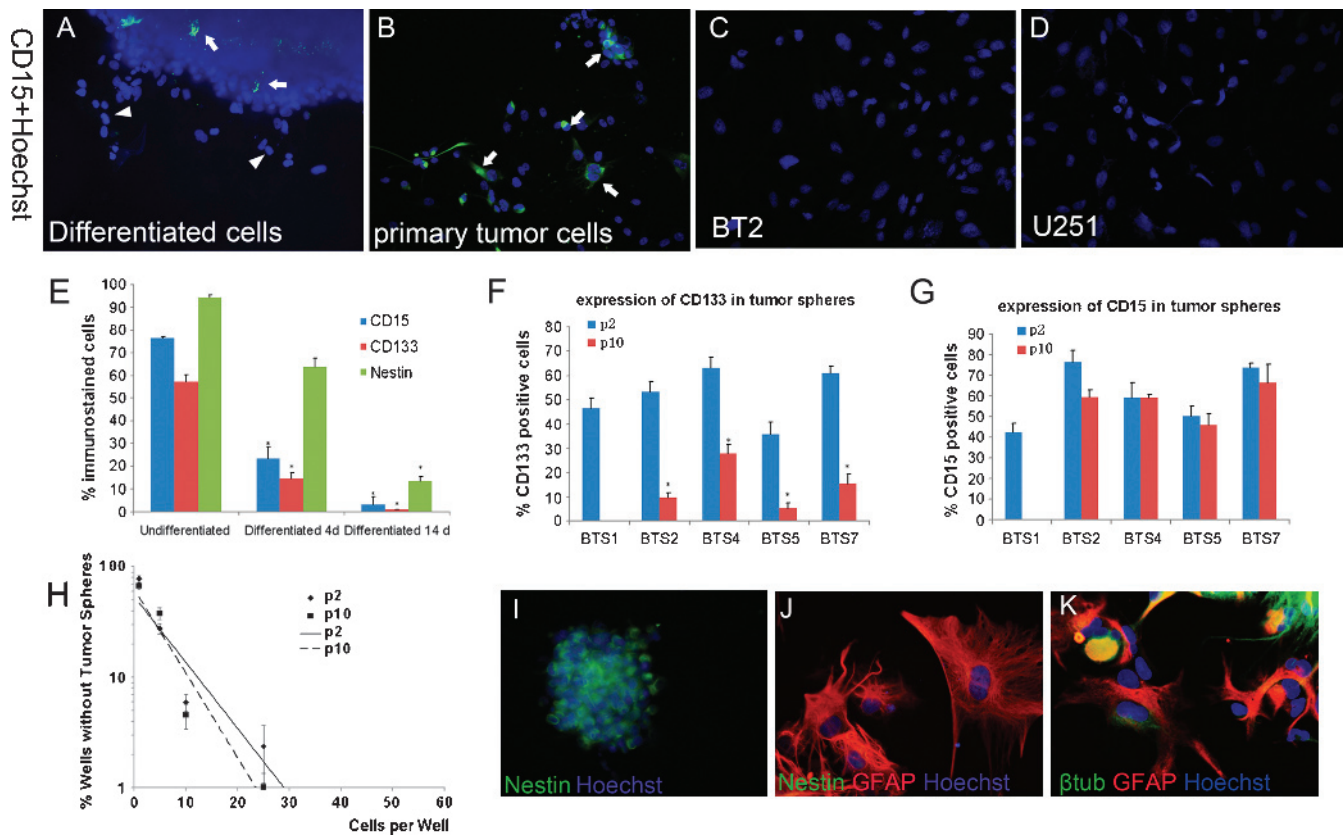 CD15+Hoechst
A
Differentiated cells
B
primary tumor cells
C
BT2
D
U251
E
% immunostained cells
100
90
80
70
60
50
40
30
20
10
0
CD15
CD133
Nestin
* * * * *
Undifferentiated Differentiated 4d Differentiated 14 d
F
expression of CD133 in tumor spheres
% CD133 positive cells
80
70
60
50
40
30
20
10
0
p2
p10
* * * *
BTS1 BTS2 BTS4 BTS5 BTS7
G
expression of CD15 in tumor spheres
% CD15 positive cells
90
80
70
60
50
40
30
20
10
0
p2
p10
BTS1 BTS2 BTS4 BTS5 BTS7
H
% Wells without Tumor Spheres
100
10
1
p2
p10
p2
p10
0 10 20 30 40 50 60
Cells per Well
I
Nestin Hoechst
J
Nestin GFAP Hoechst
K
βtub GFAP Hoechst